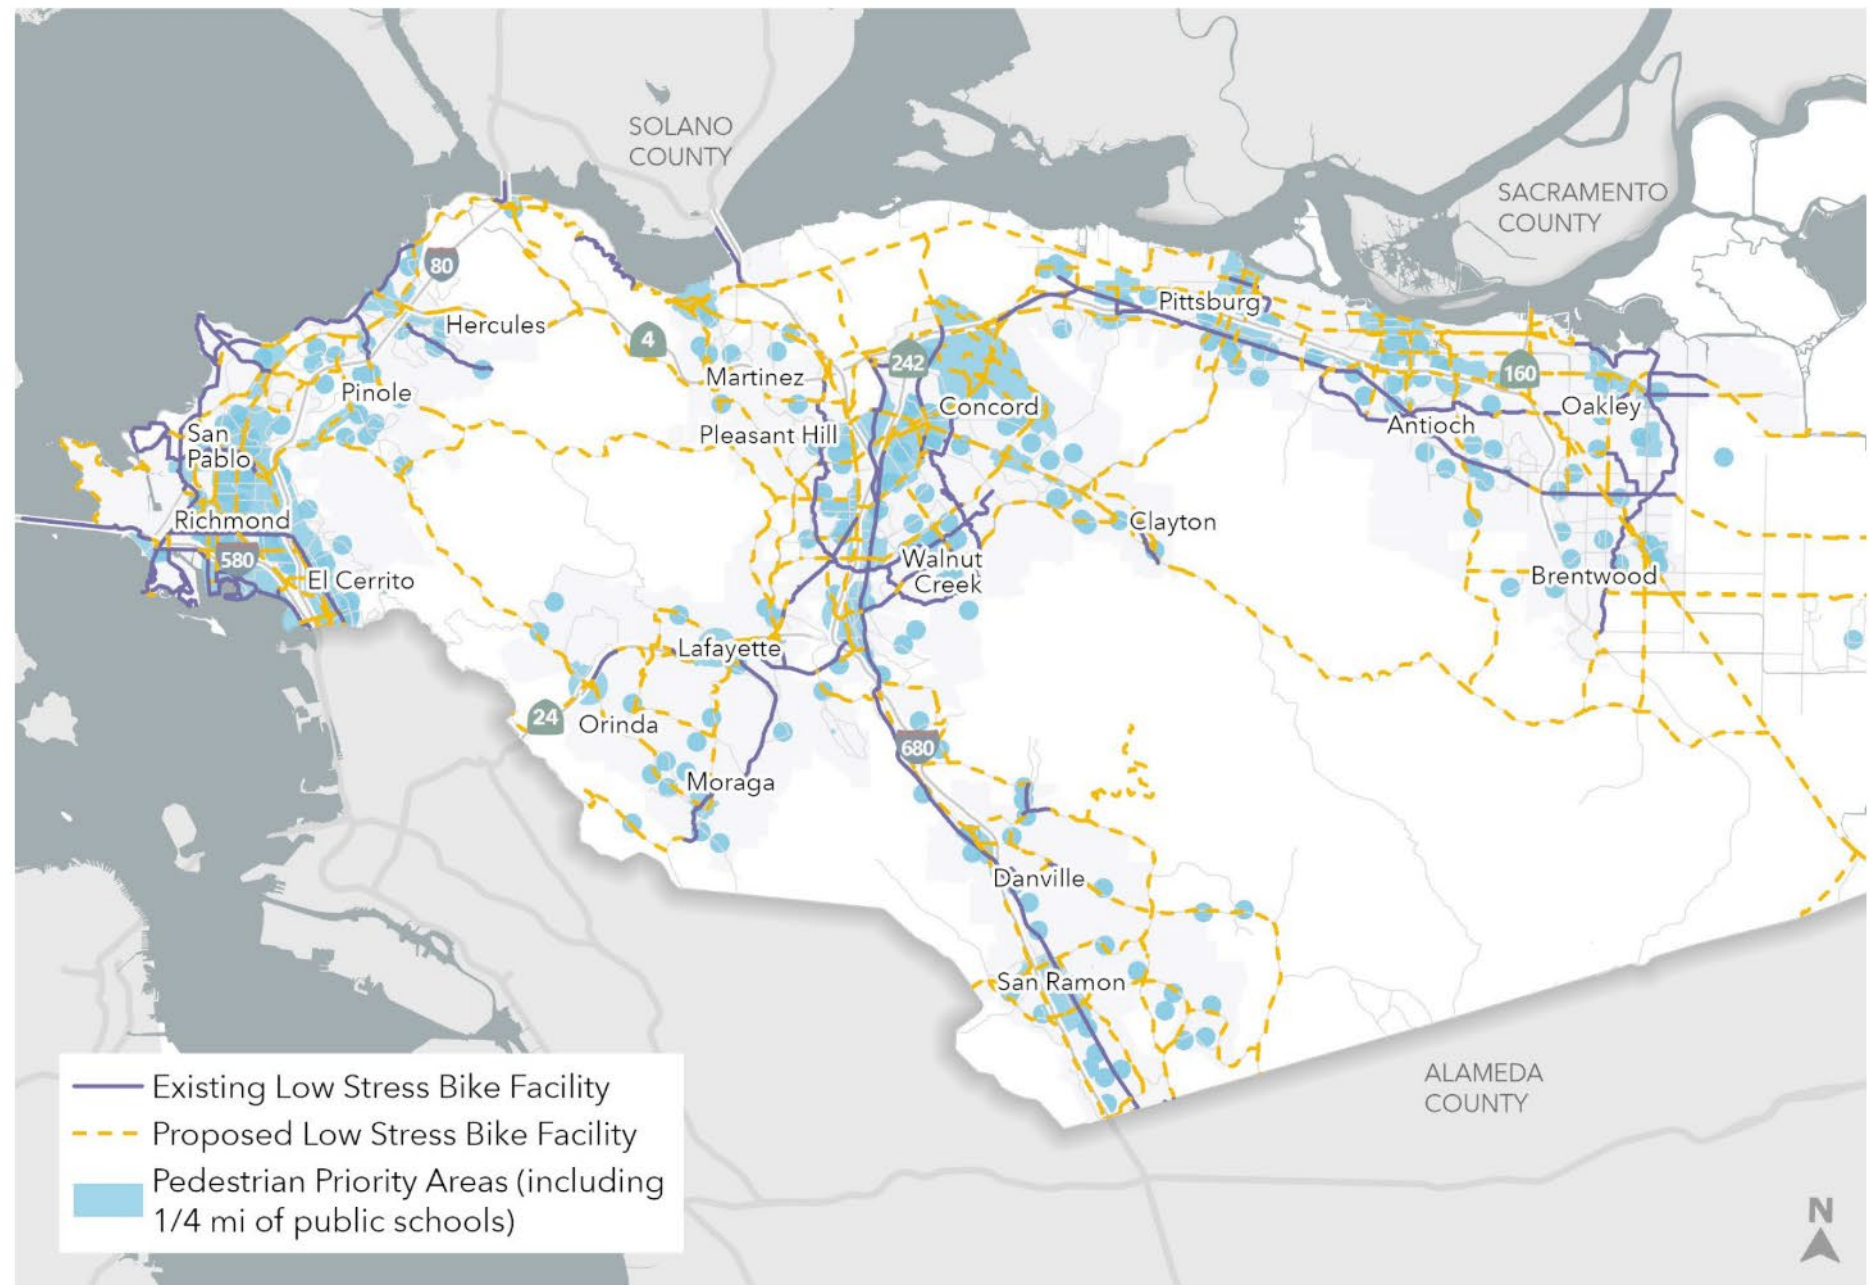 SOLANO
COUNTY
SACRAMENTO
COUNTY
80
Hercules
4
Martinez
242
Pittsburg
160
Pinole
Concord
Oakley
San
Pablo
Pleasant Hill
Antioch
Richmond
Clayton
580
El Cerrito
Walnut
Creek
Brentwood
Lafayette
24
Orinda
680
Moraga
Danville
San Ramon
ALAMEDA
COUNTY
Existing Low Stress Bike Facility
Proposed Low Stress Bike Facility
Pedestrian Priority Areas (including
1/4 mi of public schools)
N